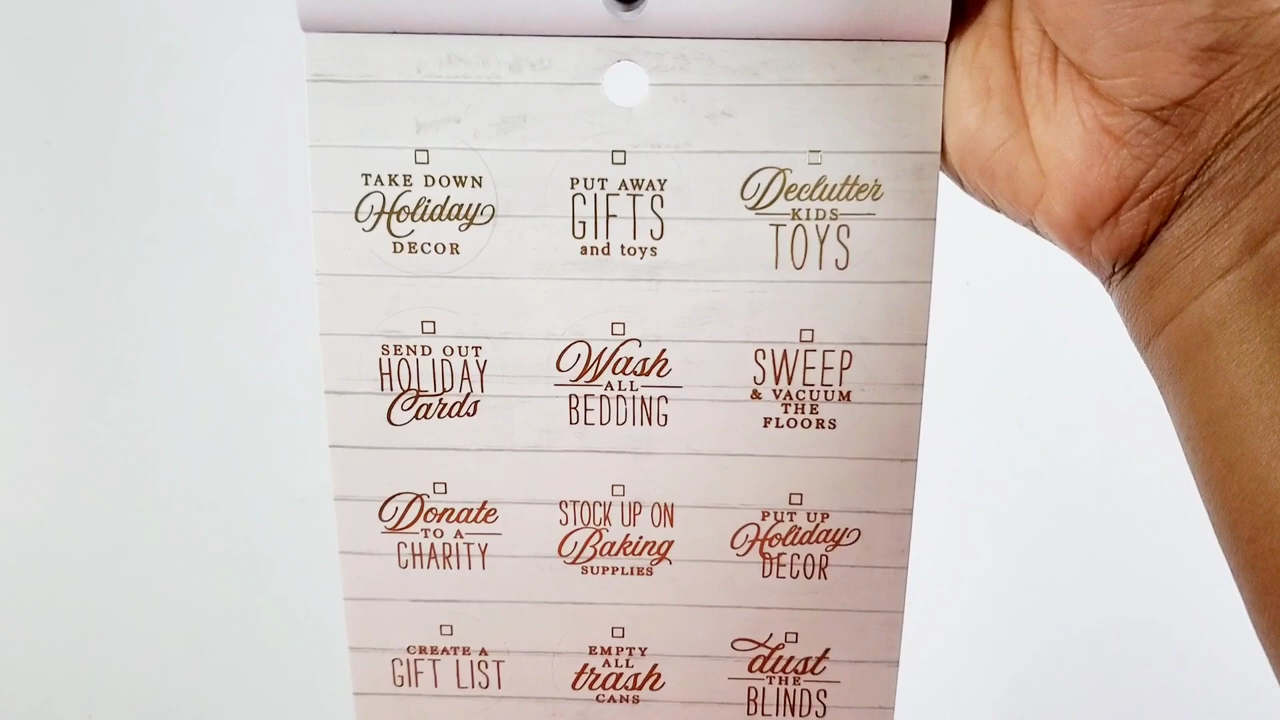 TAKE DOWN
Holiday
DECOR
PUT AWAY
GIFTS
and toys
Declutter
KIDS
TOYS
SEND OUT
HOLIDAY
Cards
Wash
ALL
BEDDING
SWEEP
& VACUUM
THE
FLOORS
Donate
TO A
CHARITY
STOCK UP ON
Baking
SUPPLIES
PUT UP
Holiday
DECOR
CREATE A
GIFT LIST
EMPTY
ALL
trash
CANS
dust
THE
BLINDS